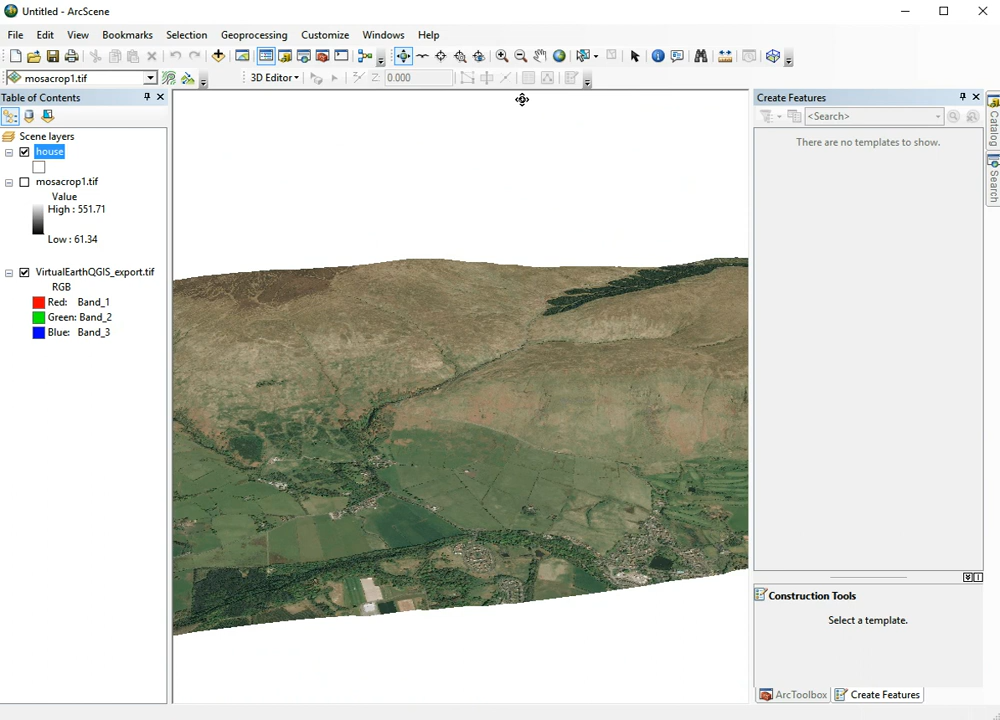 Untitled - ArcScene
File Edit View Bookmarks Selection Geoprocessing Customize Windows Help
mosacrop1.tif 3D Editor 0.000
Table of Contents
Create Features
<Search>
There are no templates to show.
Scene layers
house
mosacrop1.tif
Value
High : 551.71
Low : 61.34
VirtualEarthQGIS_export.tif
RGB
Red: Band_1
Green: Band_2
Blue: Band_3
Catalog
Search
Construction Tools
Select a template.
ArcToolbox Create Features